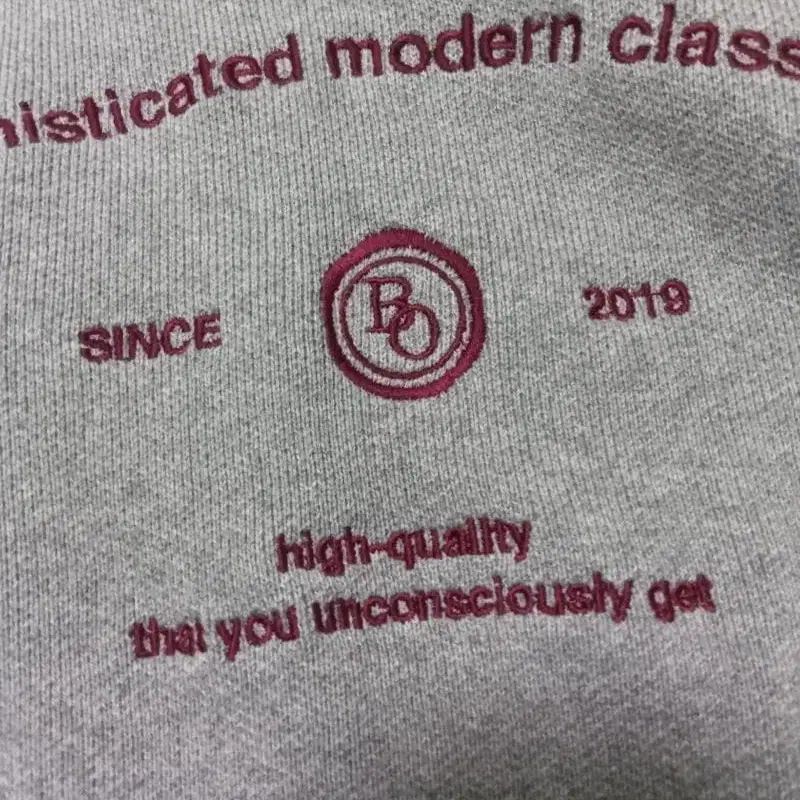 histicated modern class
SINCE BO 2019
high-quality
that you unconsciously get